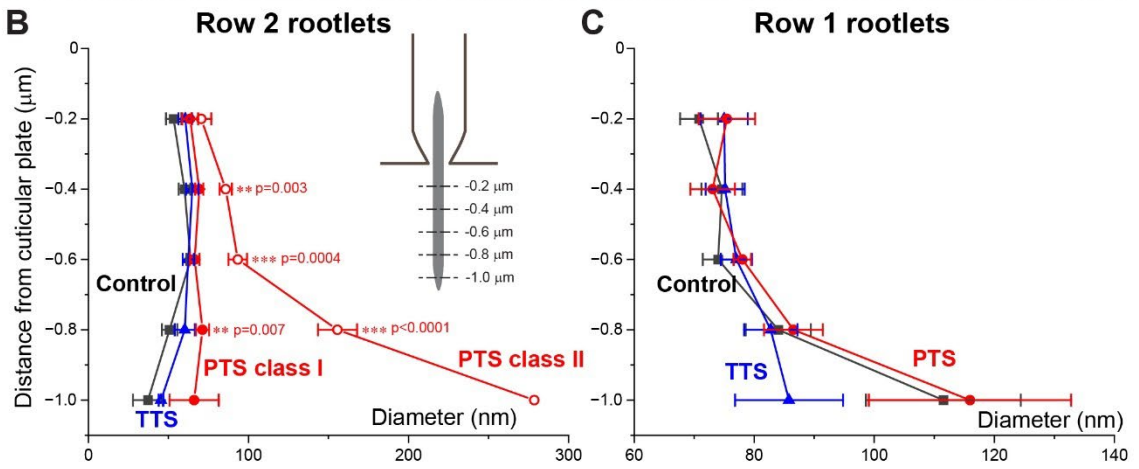 B
Row 2 rootlets
Distance from cuticular plate (μm)
0
−0.2
−0.4
−0.6
−0.8
−1.0
** p=0.003
*** p=0.0004
** p=0.007
*** p<0.0001
Control
TTS
PTS class I
PTS class II
-0.2 μm
-0.4 μm
-0.6 μm
-0.8 μm
-1.0 μm
Diameter (nm)
0 50 100 150 200 250 300
C
Row 1 rootlets
0
−0.2
−0.4
−0.6
−0.8
−1.0
Control
TTS
PTS
Diameter (nm)
60 80 100 120 140